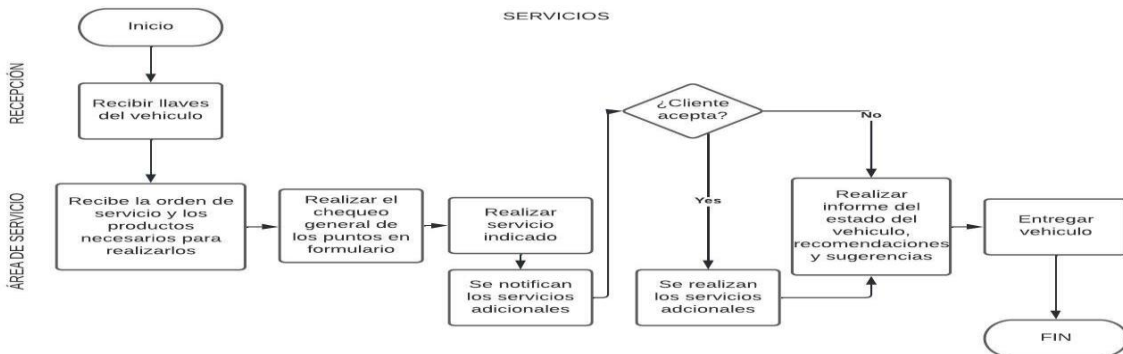 SERVICIOS
RECEPCIÓN
Inicio
Recibir llaves
del vehiculo
¿Cliente
acepta?
No
Yes
ÁREA DE SERVICIO
Recibe la orden de
servicio y los
productos
necesarios para
realizarlos
Realizar el
chequeo
general de
los puntos en
formulario
Realizar
servicio
indicado
Se notifican
los servicios
adicionales
Se realizan
los servicios
adcionales
Realizar
informe del
estado del
vehiculo,
recomendaciones
y sugerencias
Entregar
vehiculo
FIN